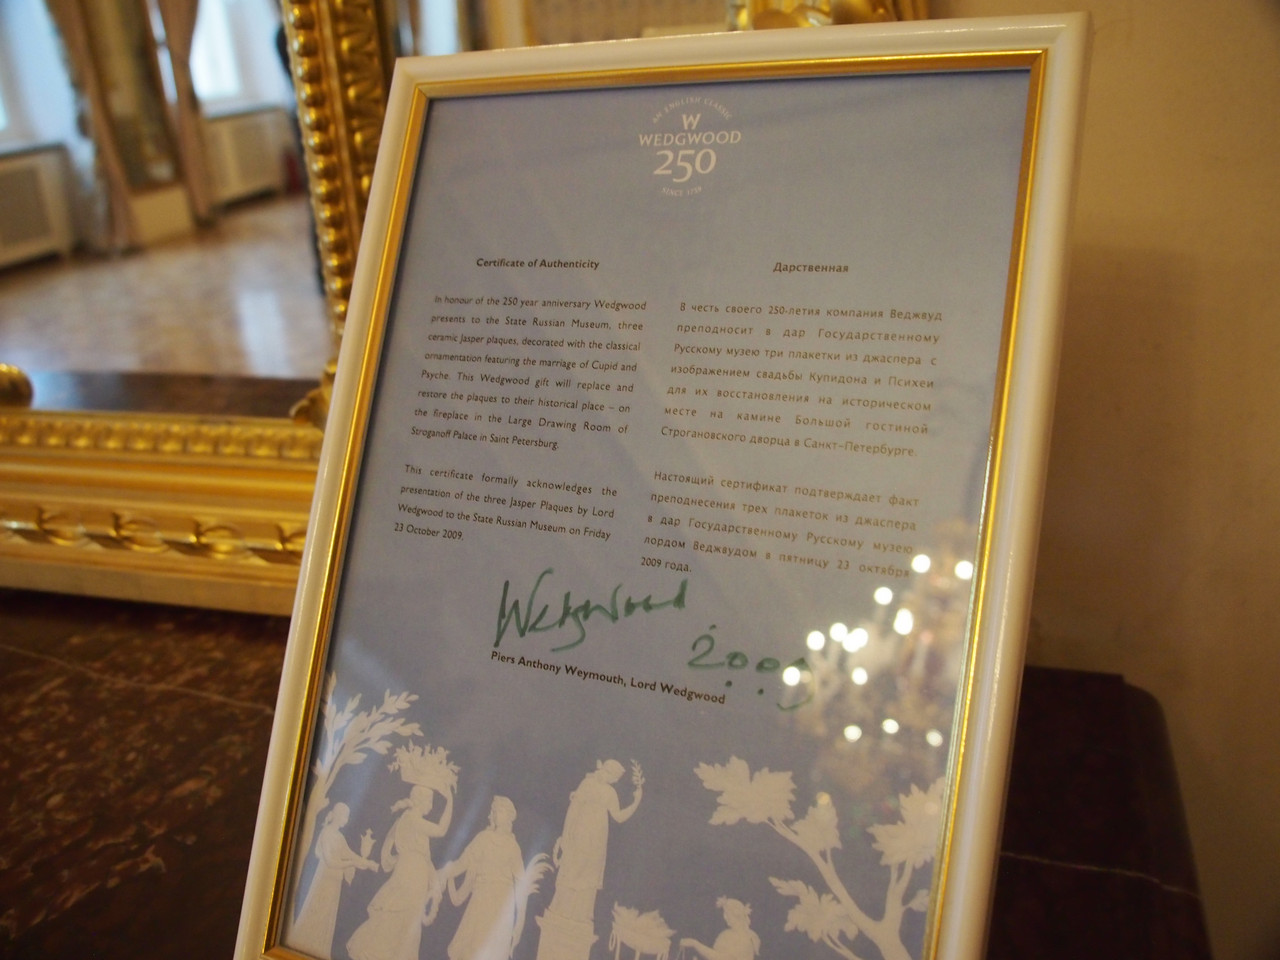 AN ENGLISH CLASSIC
W
WEDGWOOD
250
SINCE 1759
Certificate of Authenticity
In honour of the 250 year anniversary Wedgwood
presents to the State Russian Museum, three
ceramic Jasper plaques, decorated with the classical
ornamentation featuring the marriage of Cupid and
Psyche. This Wedgwood gift will replace and
restore the plaques to their historical place – on
the fireplace in the Large Drawing Room of
Stroganoff Palace in Saint Petersburg.
This certificate formally acknowledges the
presentation of the three Jasper Plaques by Lord
Wedgwood to the State Russian Museum on Friday
23 October 2009.
Дарственная
В честь своего 250-летия компания Веджвуд
преподносит в дар Государственному
Русскому музею три плакетки из джаспера с
изображением свадьбы Купидона и Психеи
для их восстановления на историческом
месте на камине Большой гостиной
Строгановского дворца в Санкт-Петербурге.
Настоящий сертификат подтверждает факт
преподнесения трех плакеток из джаспера
в дар Государственному Русскому музею
лордом Веджвудом в пятницу 23 октября
2009 года.
Wedgwood
2009
Piers Anthony Weymouth, Lord Wedgwood